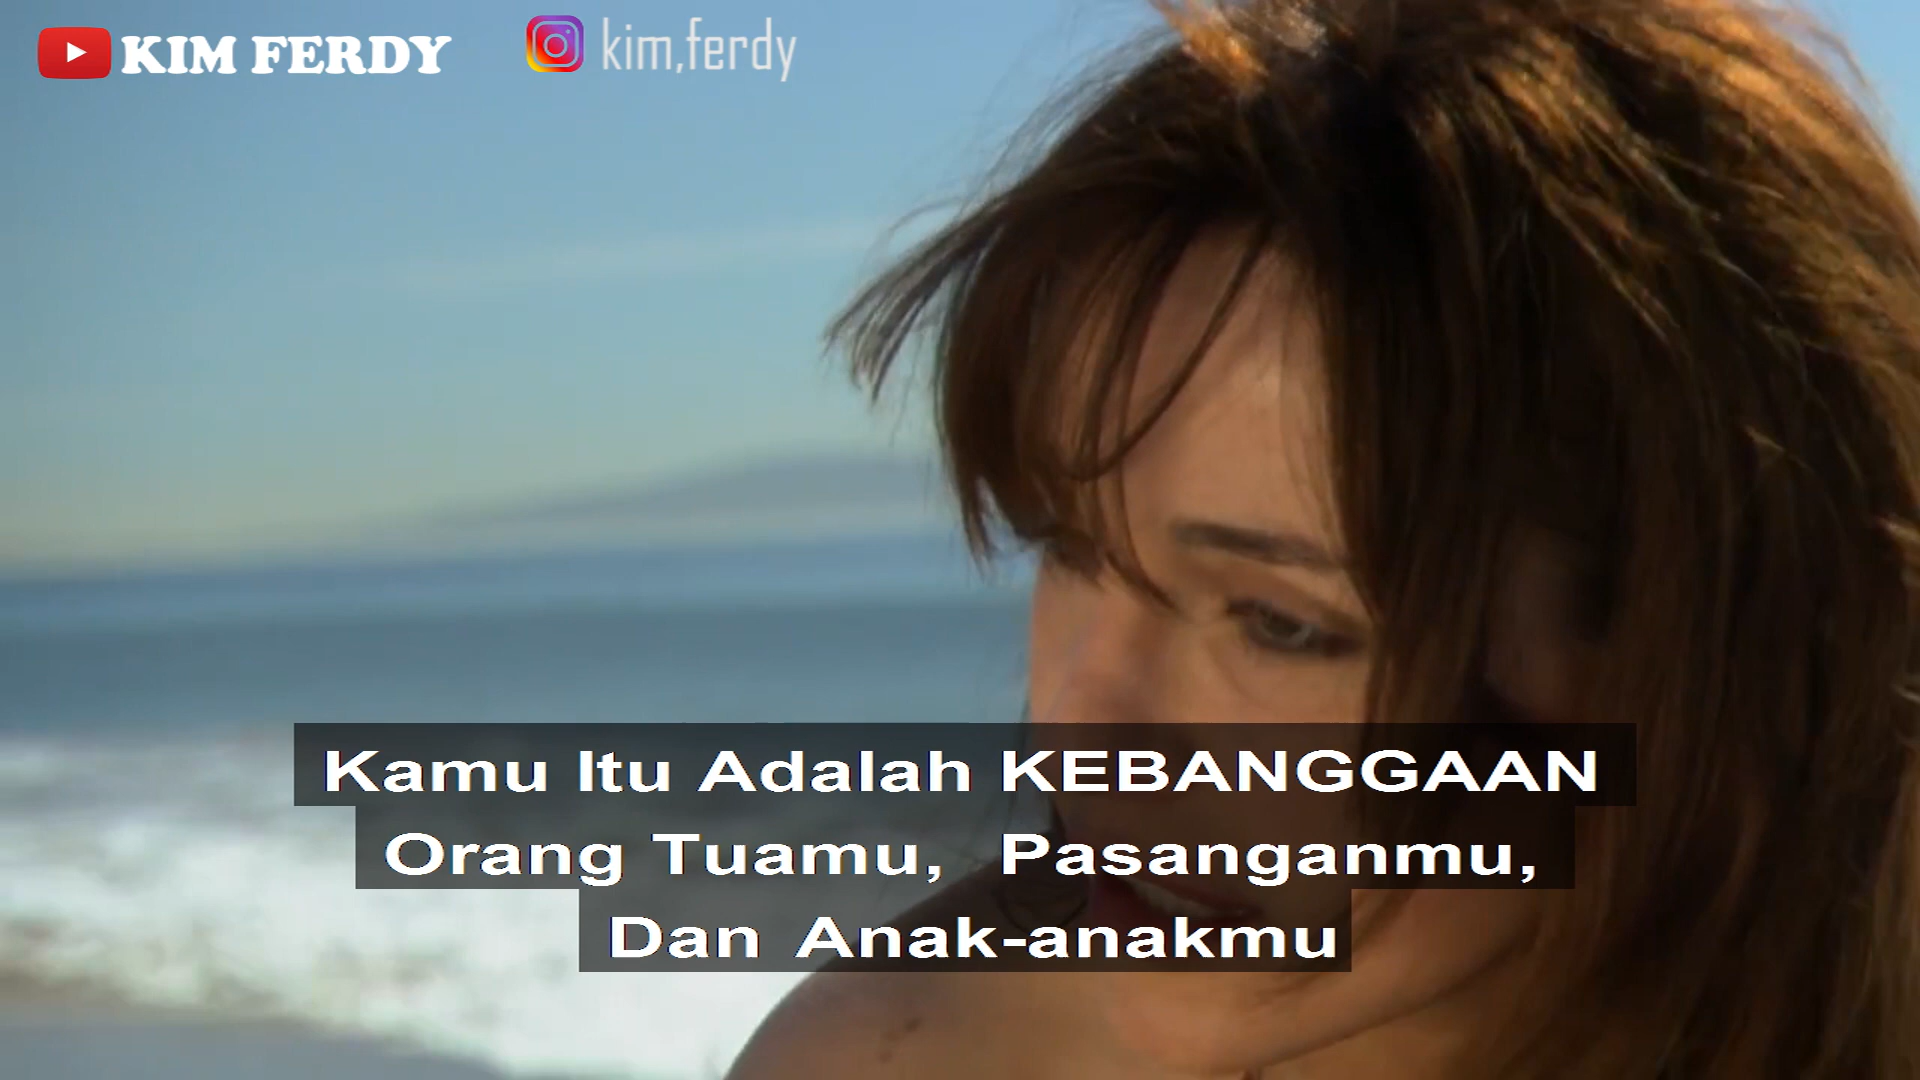 KIM FERDY
kim,ferdy
Kamu Itu Adalah KEBANGGAAN
Orang Tuamu, Pasanganmu,
Dan Anak-anakmu